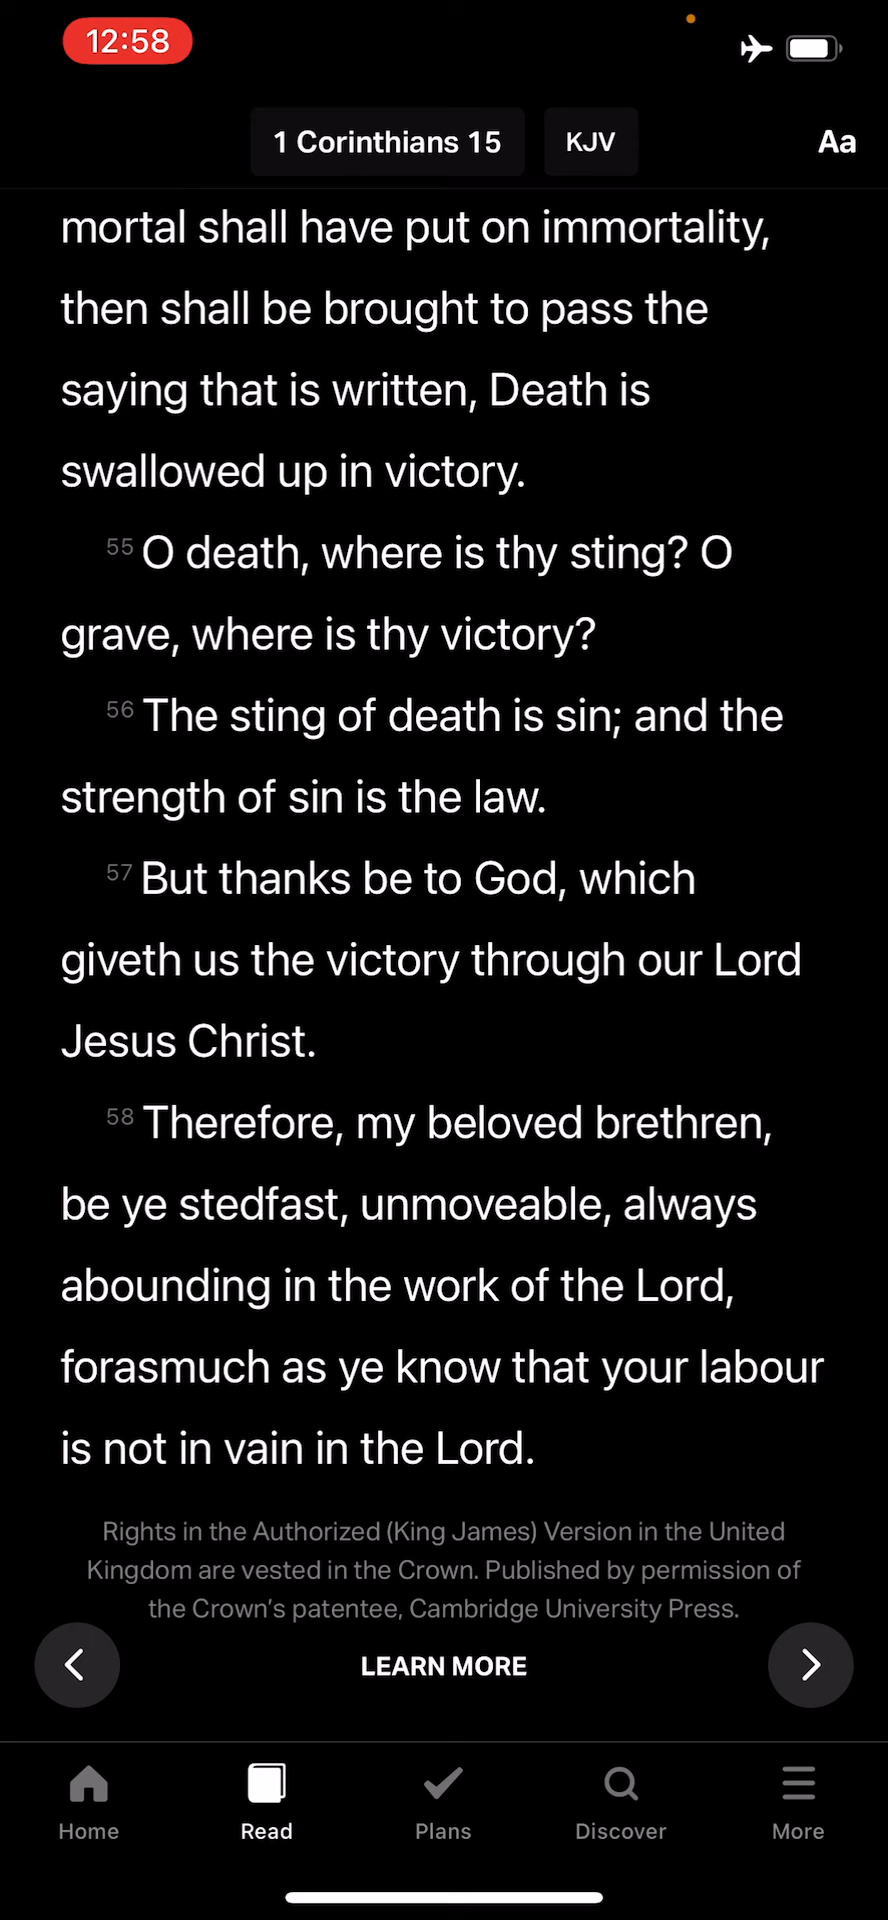 12:58
1 Corinthians 15 KJV Aa
mortal shall have put on immortality,
then shall be brought to pass the
saying that is written, Death is
swallowed up in victory.
55 O death, where is thy sting? O
grave, where is thy victory?
56 The sting of death is sin; and the
strength of sin is the law.
57 But thanks be to God, which
giveth us the victory through our Lord
Jesus Christ.
58 Therefore, my beloved brethren,
be ye stedfast, unmoveable, always
abounding in the work of the Lord,
forasmuch as ye know that your labour
is not in vain in the Lord.
Rights in the Authorized (King James) Version in the United
Kingdom are vested in the Crown. Published by permission of
the Crown’s patentee, Cambridge University Press.
LEARN MORE
Home Read Plans Discover More